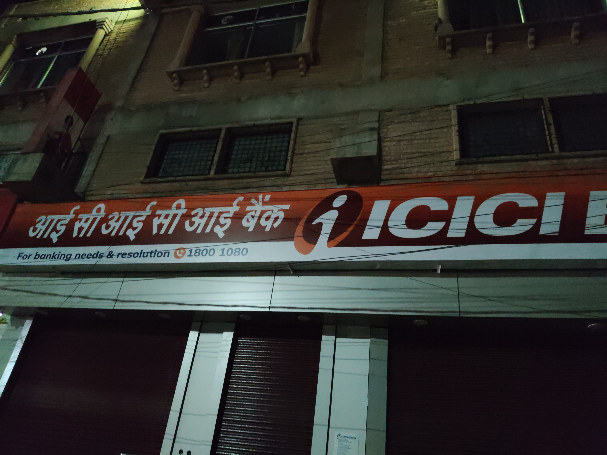 आई सी आई सी आई बैंक
ICICI
For banking needs & resolution 1800 1080